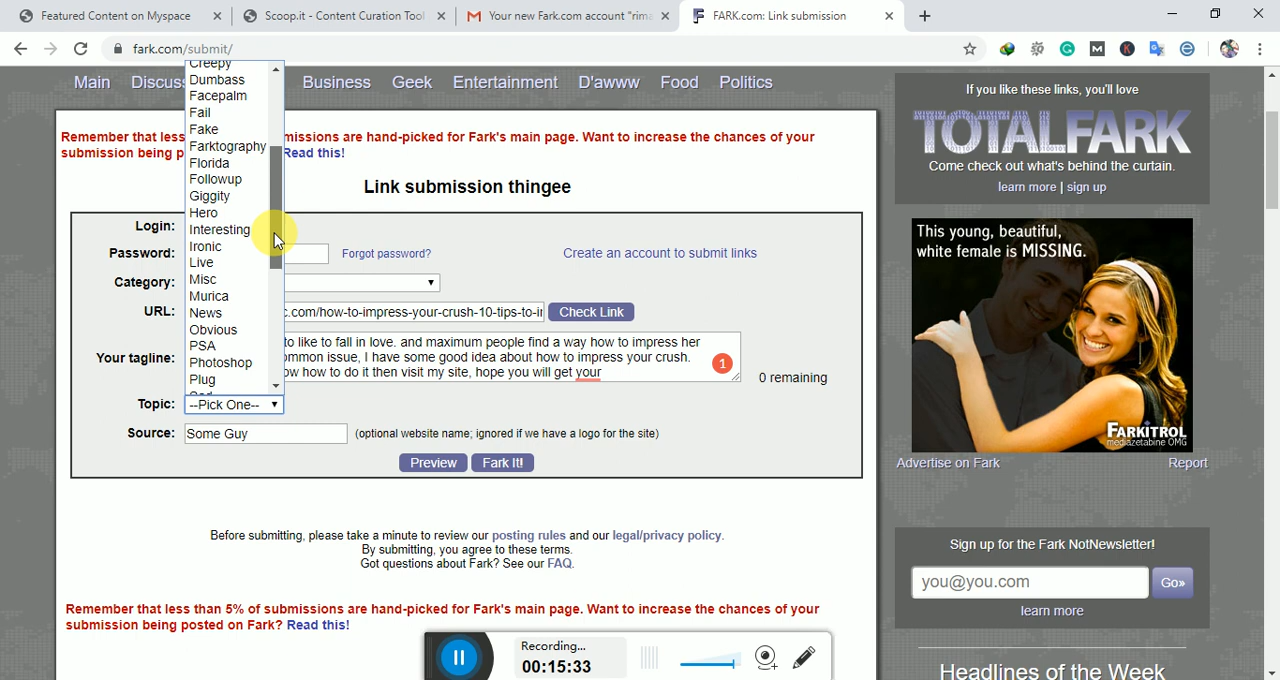 Featured Content on Myspace
Scoop.it - Content Curation Tool
Your new Fark.com account "rima
FARK.com: Link submission
fark.com/submit/
Main
Discus
Business
Geek
Entertainment
D'awww
Food
Politics
Remember that less
missions are hand-picked for Fark's main page. Want to increase the chances of your
submission being p
Read this!
Link submission thingee
Login:
Password:
Forgot password?
Create an account to submit links
Category:
URL:
c.com/how-to-impress-your-crush-10-tips-to-i
Check Link
Your tagline:
to like to fall in love. and maximum people find a way how to impress her
mmon issue, I have some good idea about how to impress your crush.
ow how to do it then visit my site, hope you will get your
1
0 remaining
Creepy
Dumbass
Facepalm
Fail
Fake
Farktography
Florida
Followup
Giggity
Hero
Interesting
Ironic
Live
Misc
Murica
News
Obvious
PSA
Photoshop
Plug
Topic:
--Pick One--
Source:
Some Guy
(optional website name; ignored if we have a logo for the site)
Preview
Fark It!
Before submitting, please take a minute to review our posting rules and our legal/privacy policy.
By submitting, you agree to these terms.
Got questions about Fark? See our FAQ.
Remember that less than 5% of submissions are hand-picked for Fark's main page. Want to increase the chances of your
submission being posted on Fark? Read this!
Recording...
00:15:33
If you like these links, you'll love
TOTALFARK
Come check out what's behind the curtain.
learn more | sign up
This young, beautiful,
white female is MISSING.
FARKITROL
mediazetabine OMG
Advertise on Fark
Report
Sign up for the Fark NotNewsletter!
you@you.com
Go»
learn more
Headlines of the Week